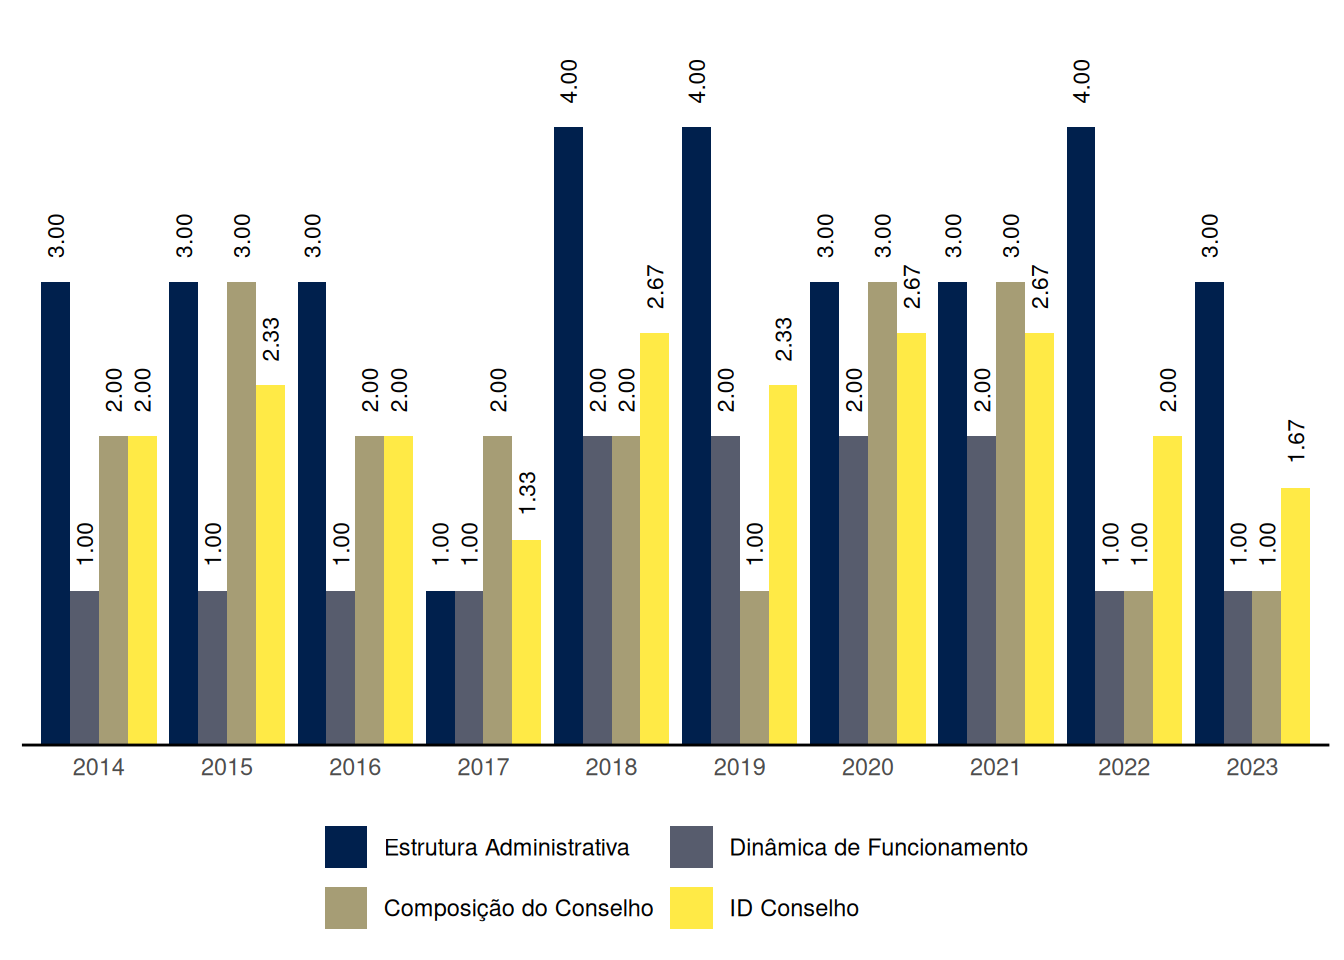 4.00 4.00 4.00
3.00 3.00 3.00 3.00 3.00 3.00 3.00 3.00 3.00
2.67 2.67 2.67
2.33 2.33
2.00 2.00 2.00 2.00 2.00 2.00 2.00 2.00 2.00 2.00 2.00
1.67
1.33
1.00 1.00 1.00 1.00 1.00 1.00 1.00 1.00 1.00 1.00
2014 2015 2016 2017 2018 2019 2020 2021 2022 2023
Estrutura Administrativa Dinâmica de Funcionamento
Composição do Conselho ID Conselho